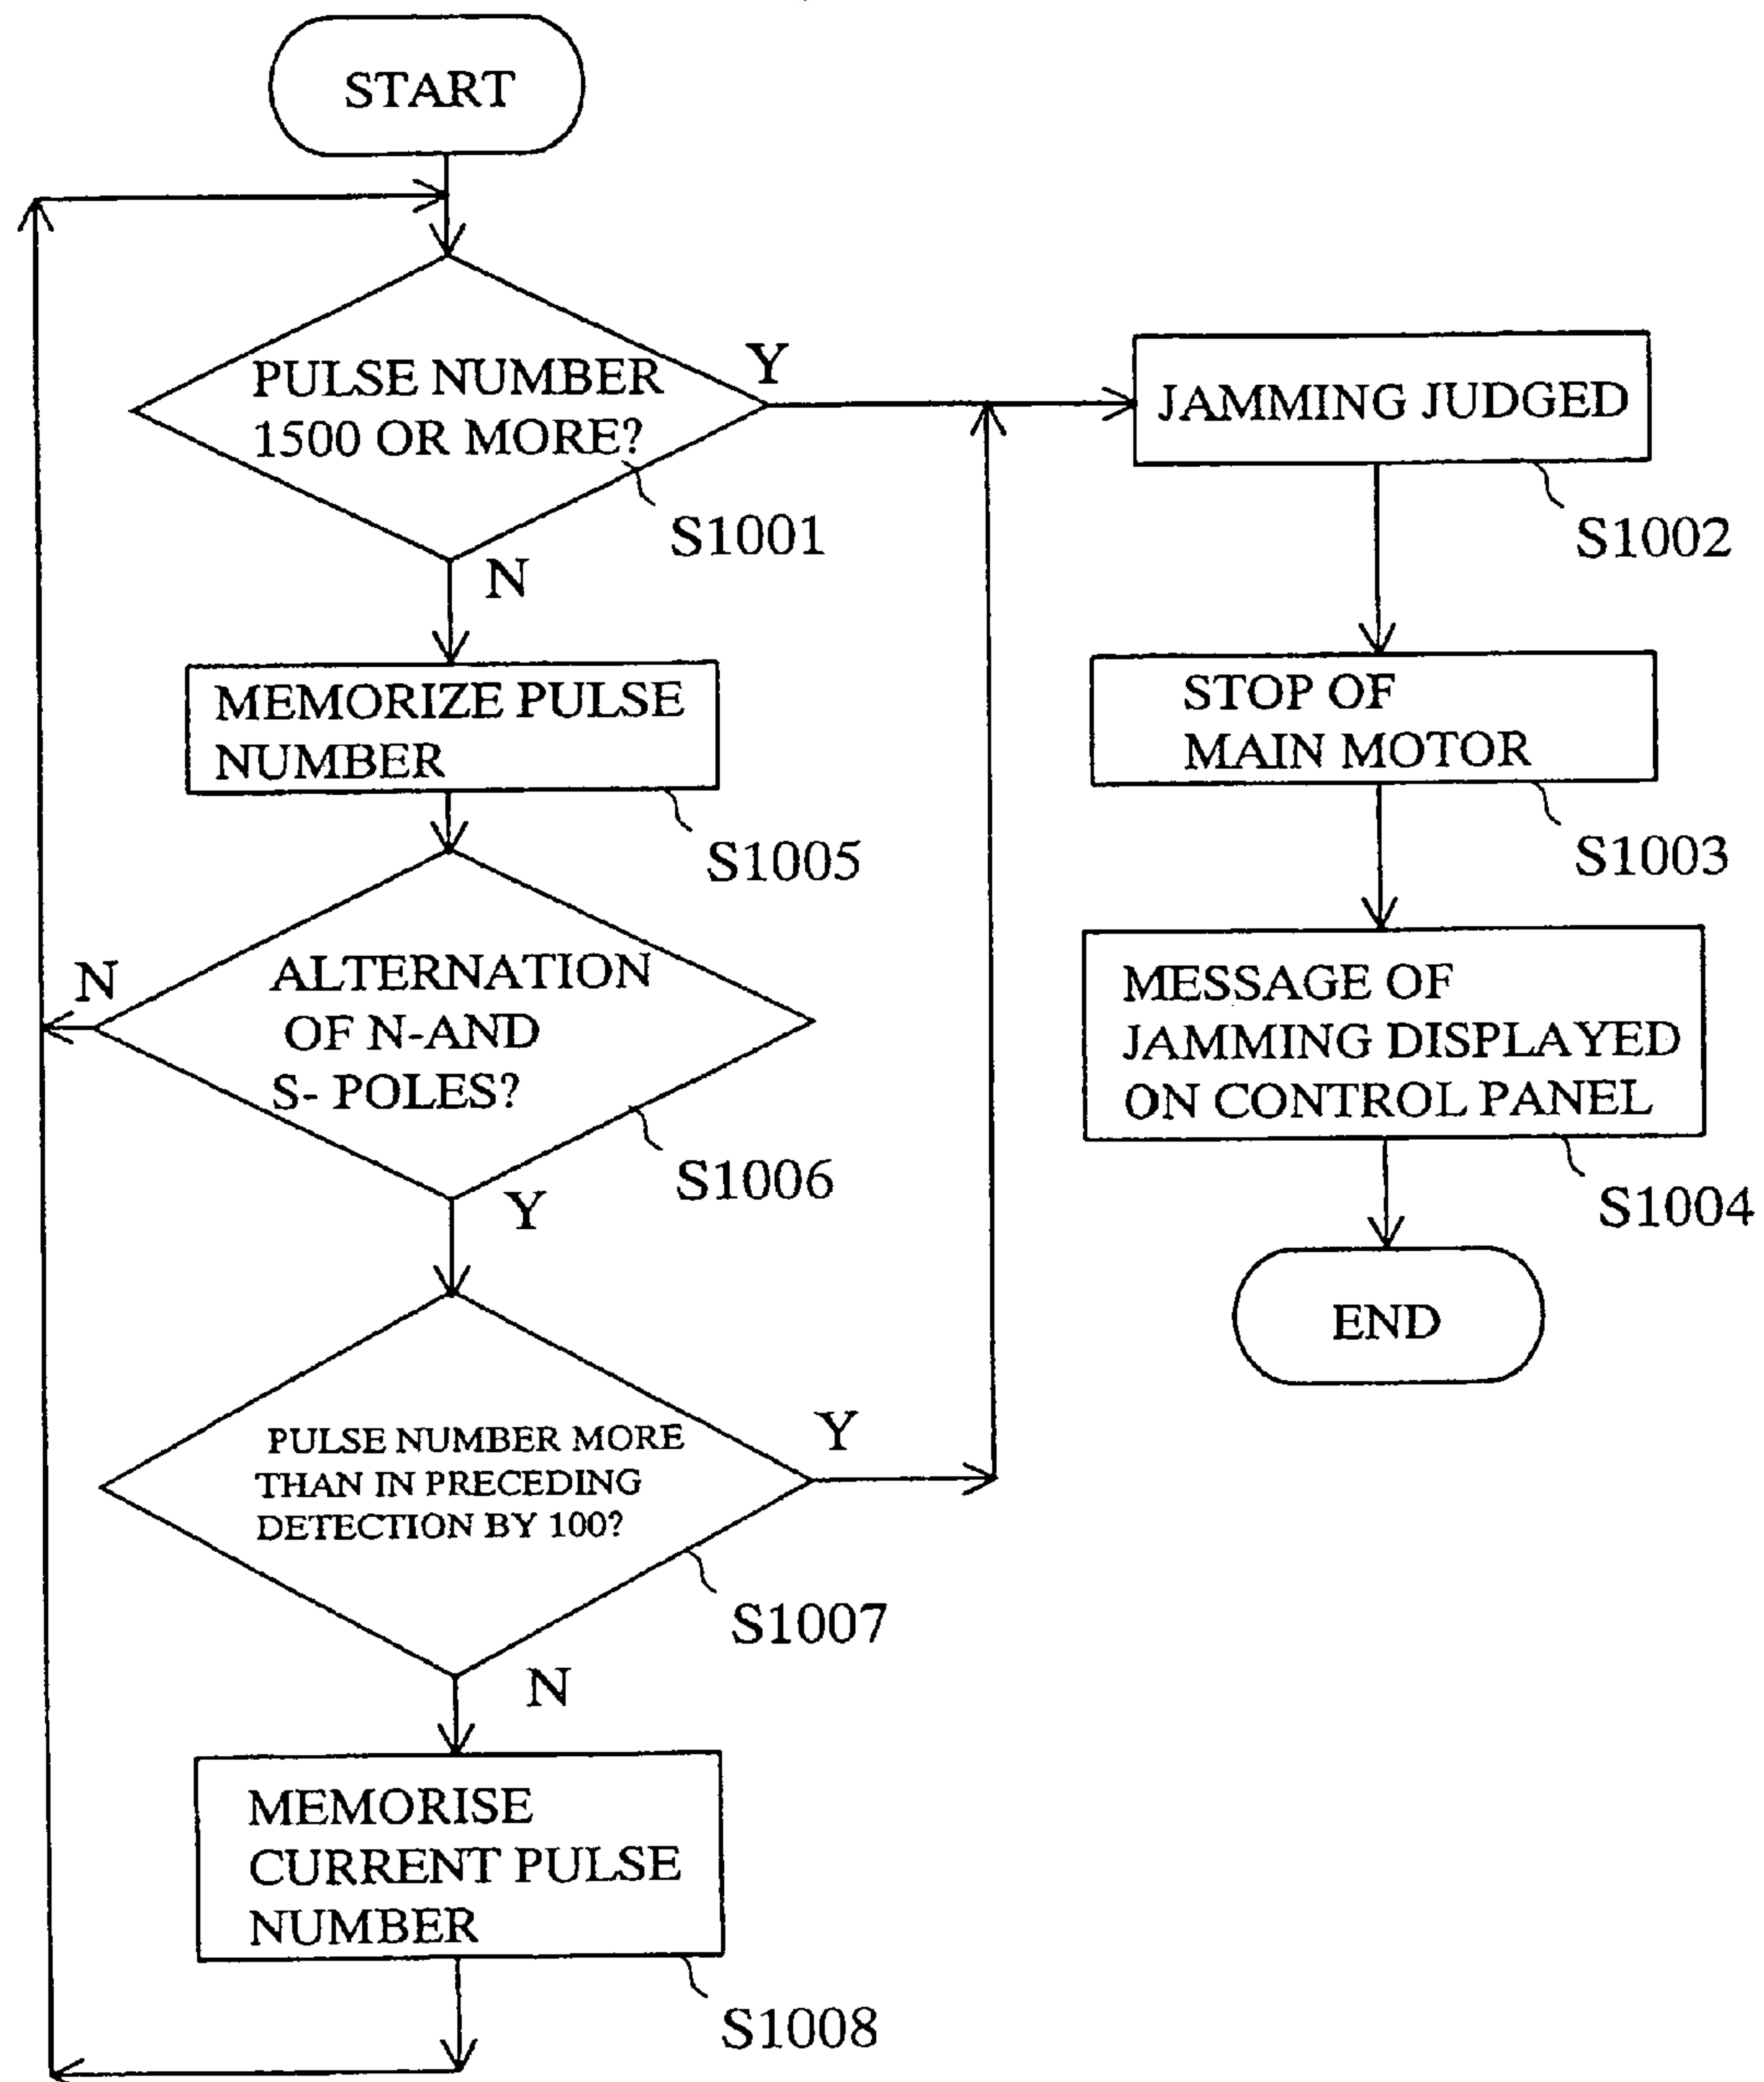 START
PULSE NUMBER
1500 OR MORE?
Y
S1001
N
JAMMING JUDGED
S1002
MEMORIZE PULSE
NUMBER
S1005
STOP OF
MAIN MOTOR
S1003
ALTERNATION
OF N-AND
S- POLES?
N
S1006
Y
MESSAGE OF
JAMMING DISPLAYED
ON CONTROL PANEL
S1004
END
PULSE NUMBER MORE
THAN IN PRECEDING
DETECTION BY 100?
Y
S1007
N
MEMORISE
CURRENT PULSE
NUMBER
S1008